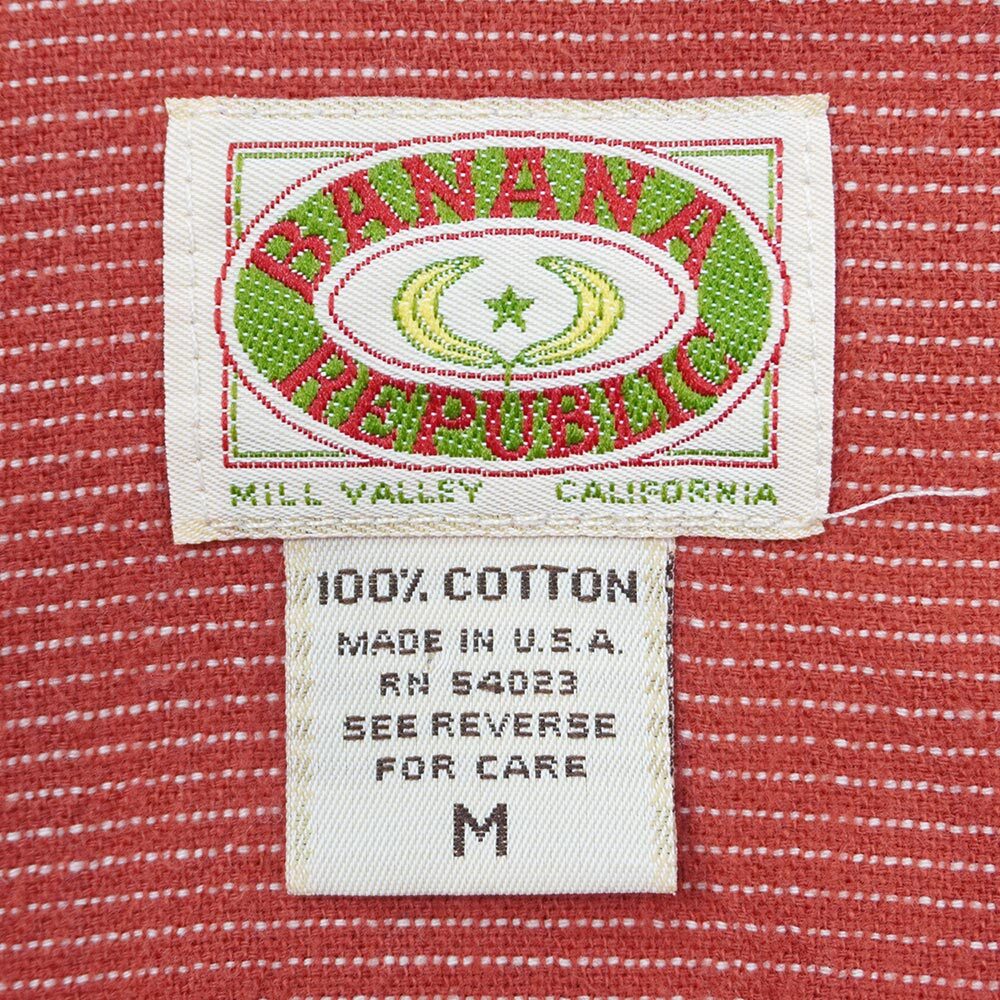 BANANA
REPUBLIC
MILL VALLEY CALIFORNIA
100% COTTON
MADE IN U.S.A.
RN 54023
SEE REVERSE
FOR CARE
M